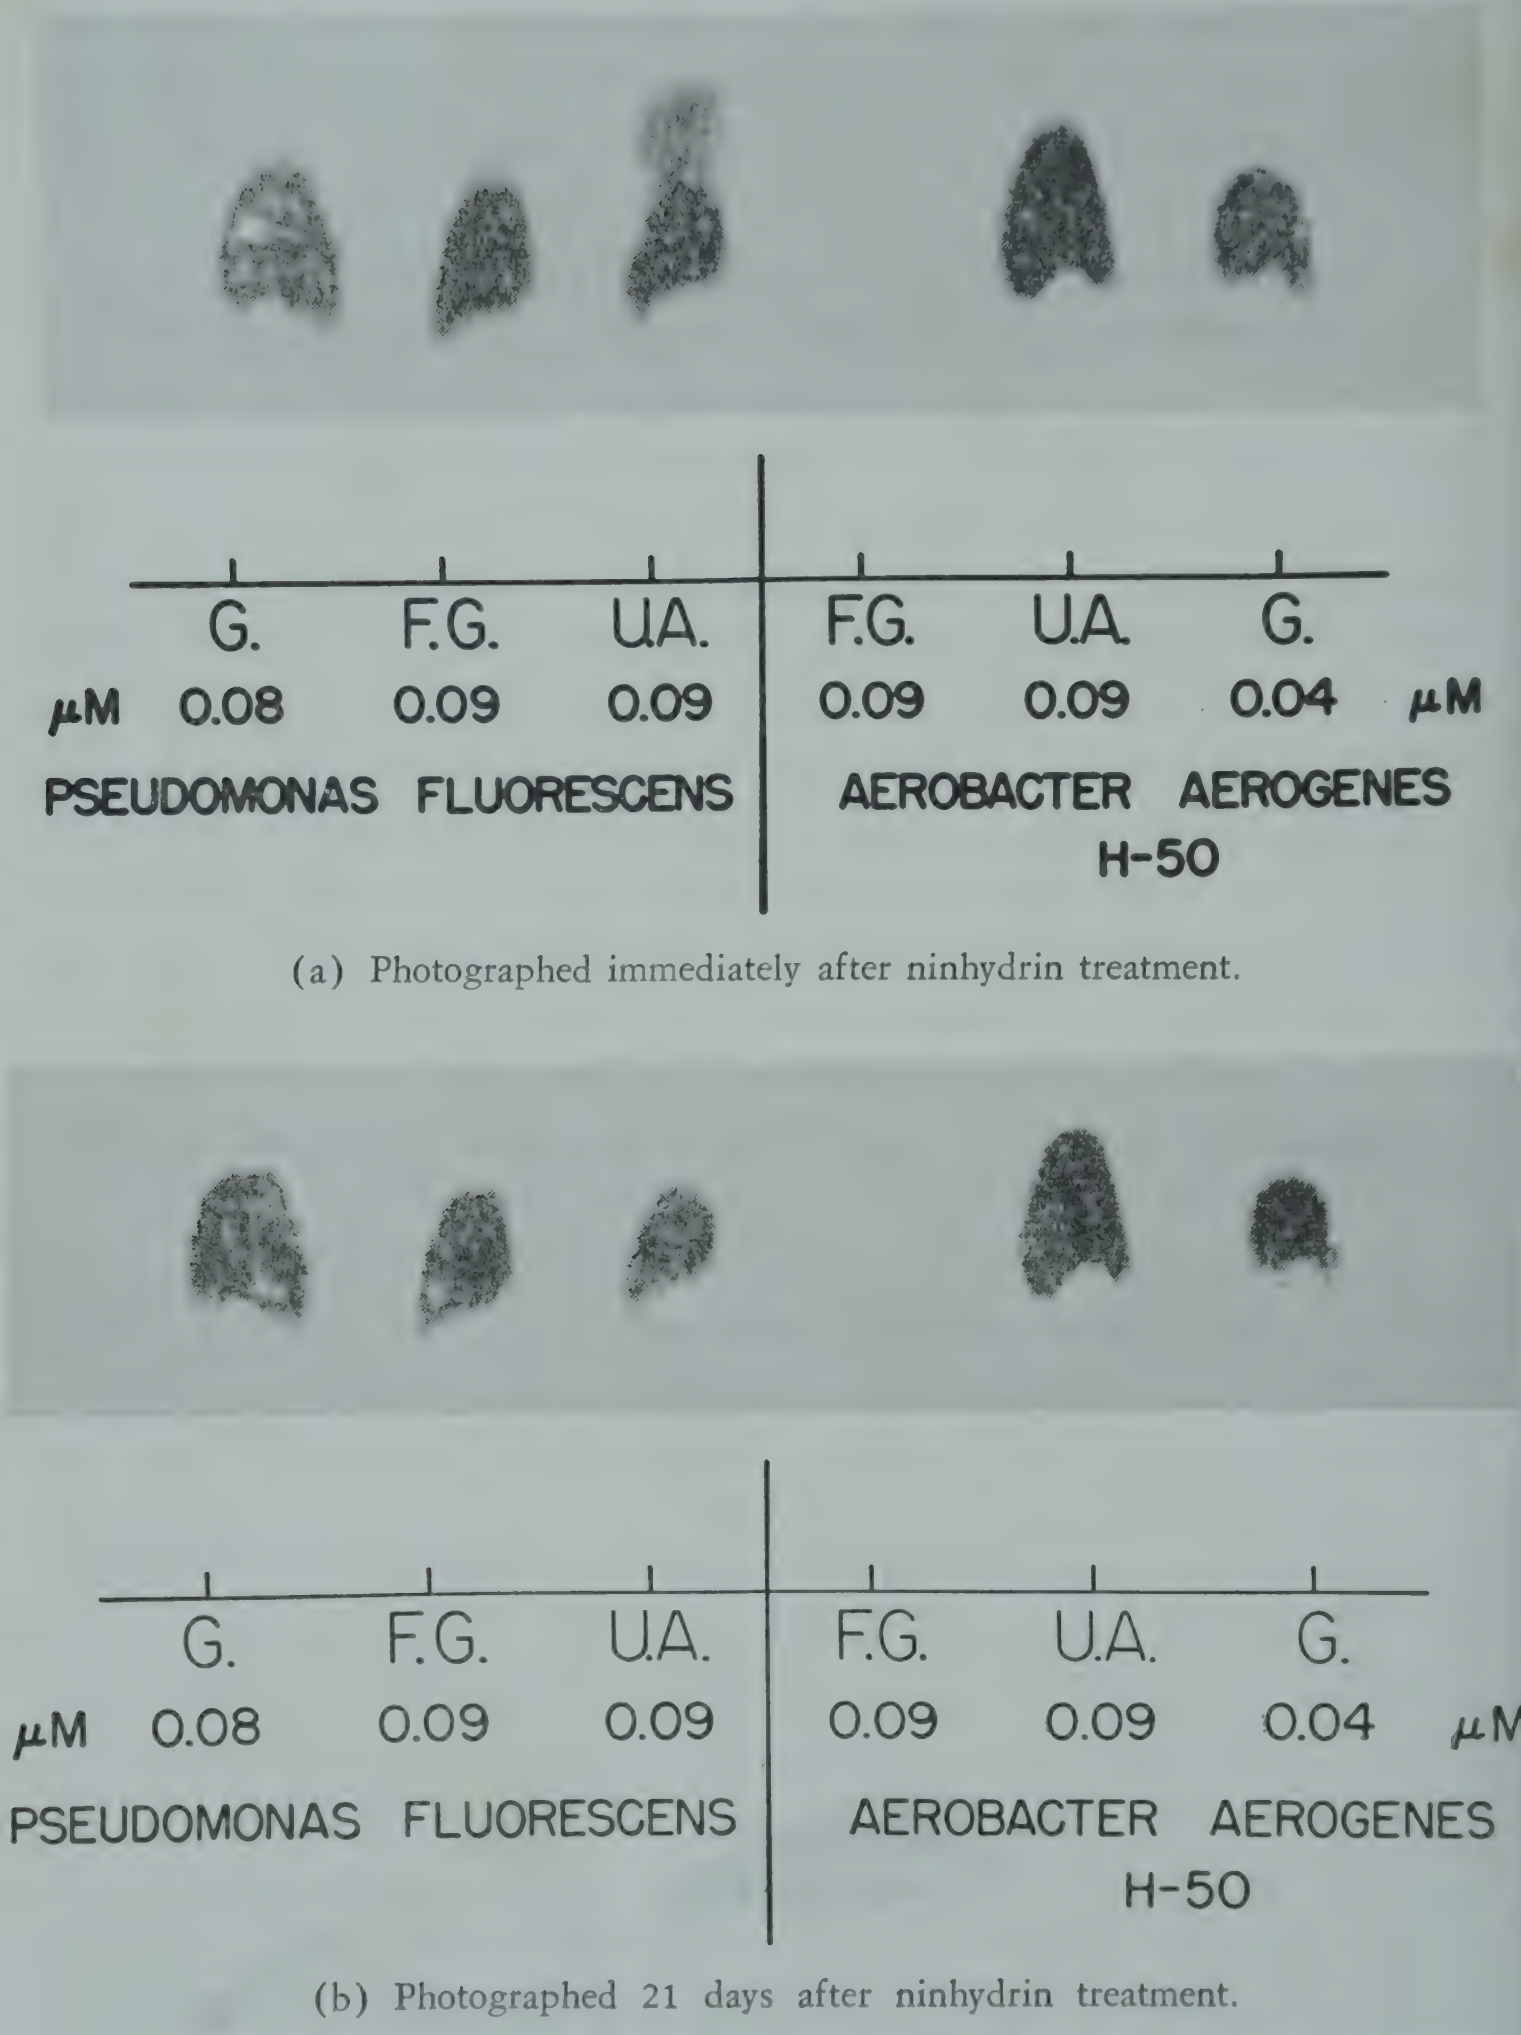 G. F.G. U.A. F.G. U.A. G.
μM 0.08 0.09 0.09 0.09 0.09 0.04 μM
PSEUDOMONAS FLUORESCENS AEROBACTER AEROGENES
H-50
(a) Photographed immediately after ninhydrin treatment.
G. F.G. U.A. F.G. U.A. G.
μM 0.08 0.09 0.09 0.09 0.09 0.04 μM
PSEUDOMONAS FLUORESCENS AEROBACTER AEROGENES
H-50
(b) Photographed 21 days after ninhydrin treatment.